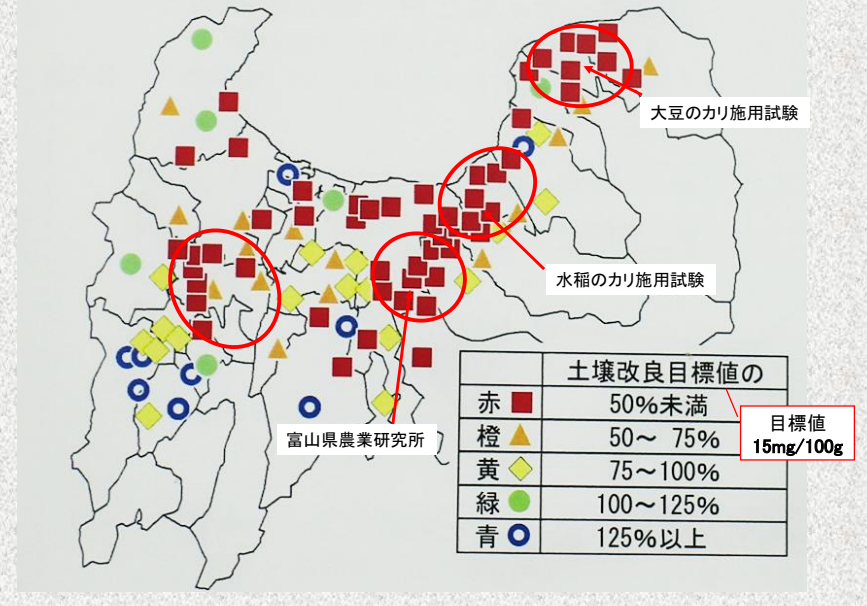 大豆のカリ施用試験
水稲のカリ施用試験
富山県農業研究所
土壌改良目標値の
赤 50%未満
橙 50～ 75%
黄 75～100%
緑 100～125%
青 125%以上
目標値
15mg/100g